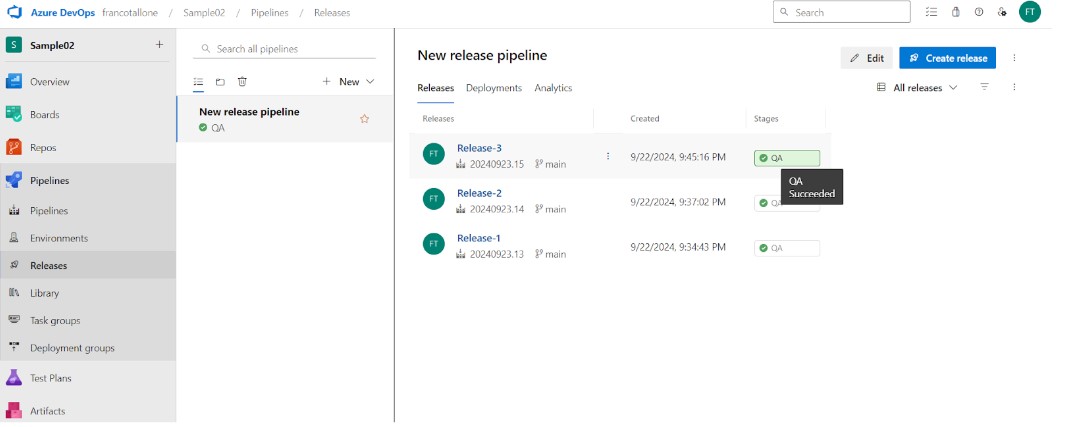 Azure DevOps francotallone / Sample02 / Pipelines / Releases
Search
FT
S Sample02 +
Overview
Boards
Repos
Pipelines
Pipelines
Environments
Releases
Library
Task groups
Deployment groups
Test Plans
Artifacts
Search all pipelines
+ New
New release pipeline
QA
New release pipeline
Edit
Create release
Releases Deployments Analytics
All releases
Releases Created Stages
FT Release-3
20240923.15 main
9/22/2024, 9:45:16 PM
QA
QA
Succeeded
FT Release-2
20240923.14 main
9/22/2024, 9:37:02 PM
QA
FT Release-1
20240923.13 main
9/22/2024, 9:34:43 PM
QA